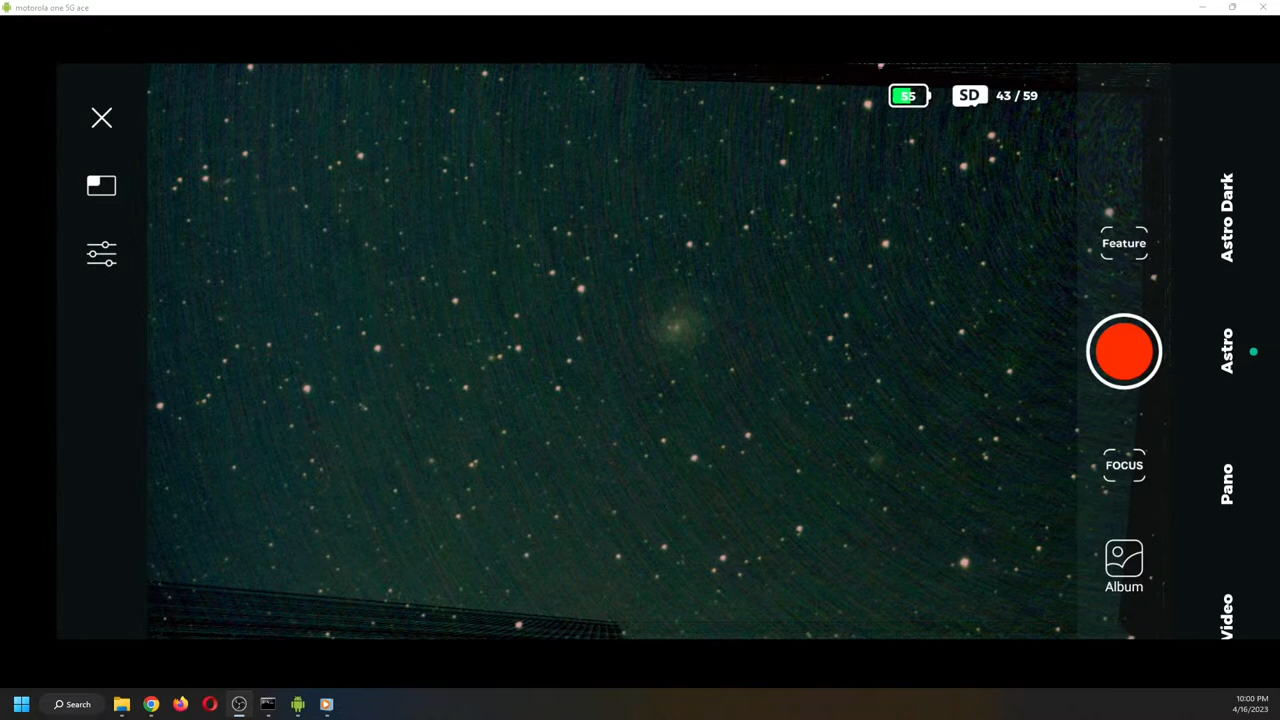 motorola one 5G ace
55
SD
43 / 59
Astro Dark
Feature
Astro
FOCUS
Pano
Album
Video
Search
10:00 PM
4/16/2023